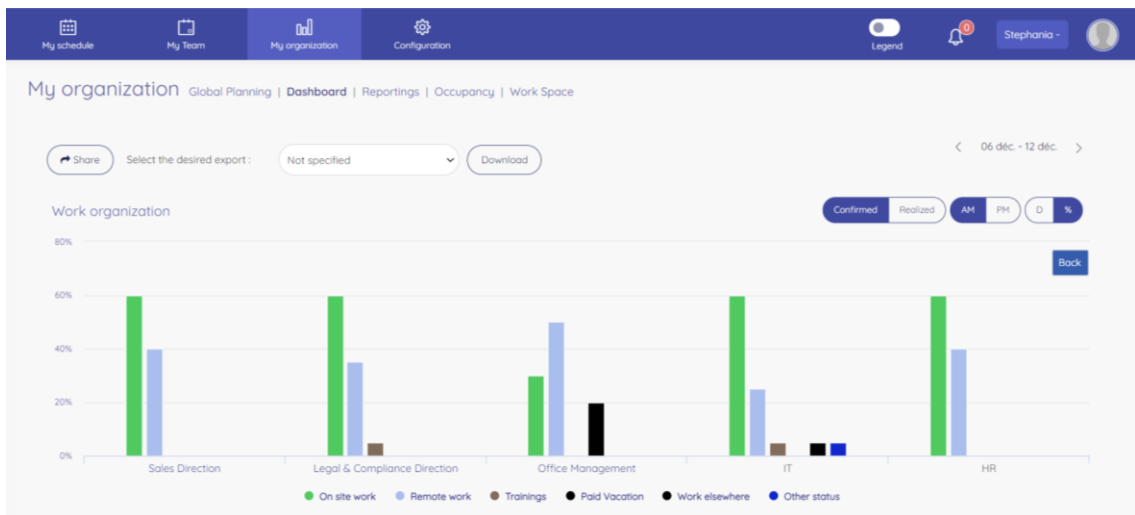 My schedule
My Team
My organization
Configuration
Legend
0
Stephania -
My organization Global Planning | Dashboard | Reportings | Occupancy | Work Space
Share Select the desired export : Not specified Download
06 déc. - 12 déc.
Work organization
Confirmed Realized AM PM D %
80%
Back
60%
40%
20%
0%
Sales Direction Legal & Compliance Direction Office Management IT HR
On site work Remote work Trainings Paid Vacation Work elsewhere Other status